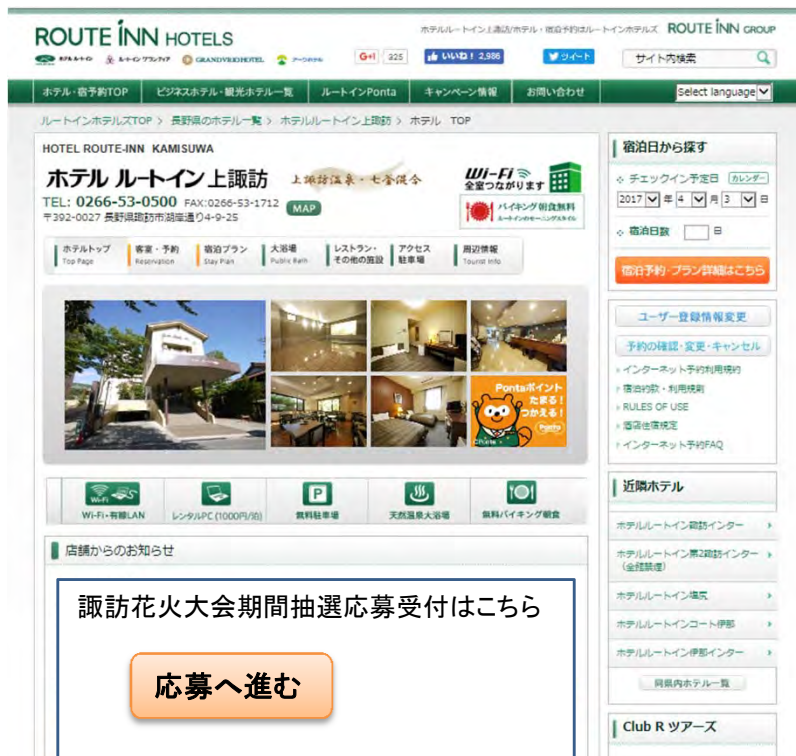 ROUTE INN HOTELS
ホテルルートイン上諏訪/ホテル・宿泊予約はルートインホテルズ ROUTE INN GROUP
GRANDVRIO HOTEL
G+1 325
いいね! 2,986
ツイート
サイト内検索
ホテル・宿予約TOP ビジネスホテル・観光ホテル一覧 ルートインPonta キャンペーン情報 お問い合わせ Select language
ルートインホテルズTOP > 長野県のホテル一覧 > ホテルルートイン上諏訪 > ホテル TOP
HOTEL ROUTE-INN KAMISUWA
ホテル ルートイン 上諏訪
上諏訪温泉・七釜混合
Wi-Fi
全室つながります
TEL: 0266-53-0500 FAX:0266-53-1712
MAP
バイキング朝食無料
ルートインのモーニングスタイル
〒392-0027 長野県諏訪市湖岸通り4-9-25
ホテルトップ
Top Page
客室・予約
Reservation
宿泊プラン
Stay Plan
大浴場
Public Bath
レストラン・
その他の施設
アクセス
駐車場
周辺情報
Tourist Info
Pontaポイント
たまる!
つかえる!
Ponta
Wi-Fi
Wi-Fi・有線LAN
レンタルPC (1000円/泊)
P
無料駐車場
天然温泉大浴場
無料バイキング朝食
店舗からのお知らせ
諏訪花火大会期間抽選応募受付はこちら
応募へ進む
宿泊日から探す
チェックイン予定日 カレンダー
2017 年 4 月 3 日
宿泊日数 日
宿泊予約・プラン詳細はこちら
ユーザー登録情報変更
予約の確認・変更・キャンセル
インターネット予約利用規約
宿泊約款・利用規則
RULES OF USE
酒店住宿規定
インターネット予約FAQ
近隣ホテル
ホテルルートイン諏訪インター
ホテルルートイン第2諏訪インター
(全館禁煙)
ホテルルートイン塩尻
ホテルルートインコート伊那
ホテルルートイン伊那インター
同県内ホテル一覧
Club R ツアーズ